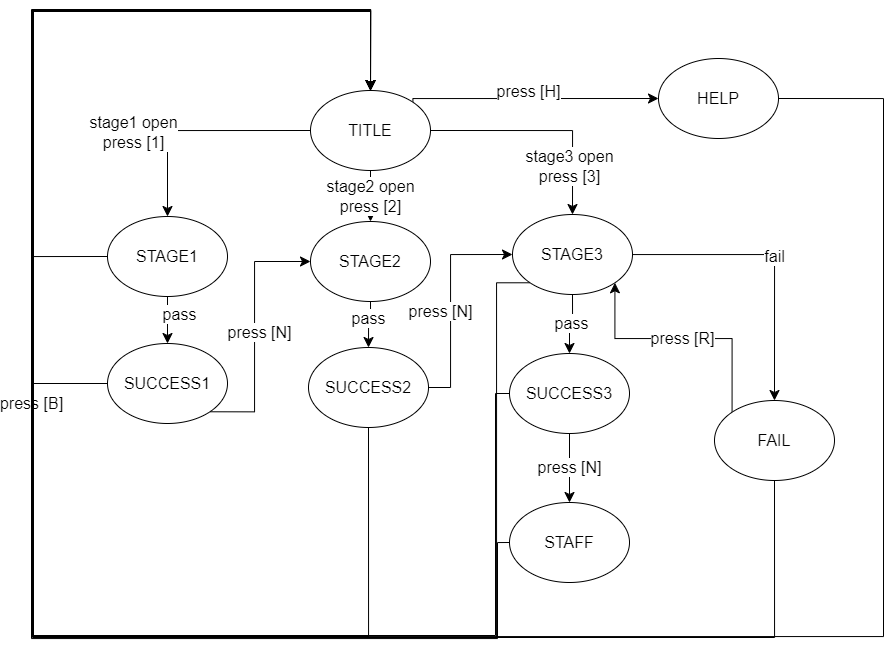 press [H]
HELP
stage1 open
press [1]
TITLE
stage2 open
press [2]
stage3 open
press [3]
STAGE1
STAGE2
STAGE3
fail
pass
pass
press [N]
press [N]
pass
press [R]
SUCCESS1
SUCCESS2
SUCCESS3
press [B]
FAIL
press [N]
STAFF